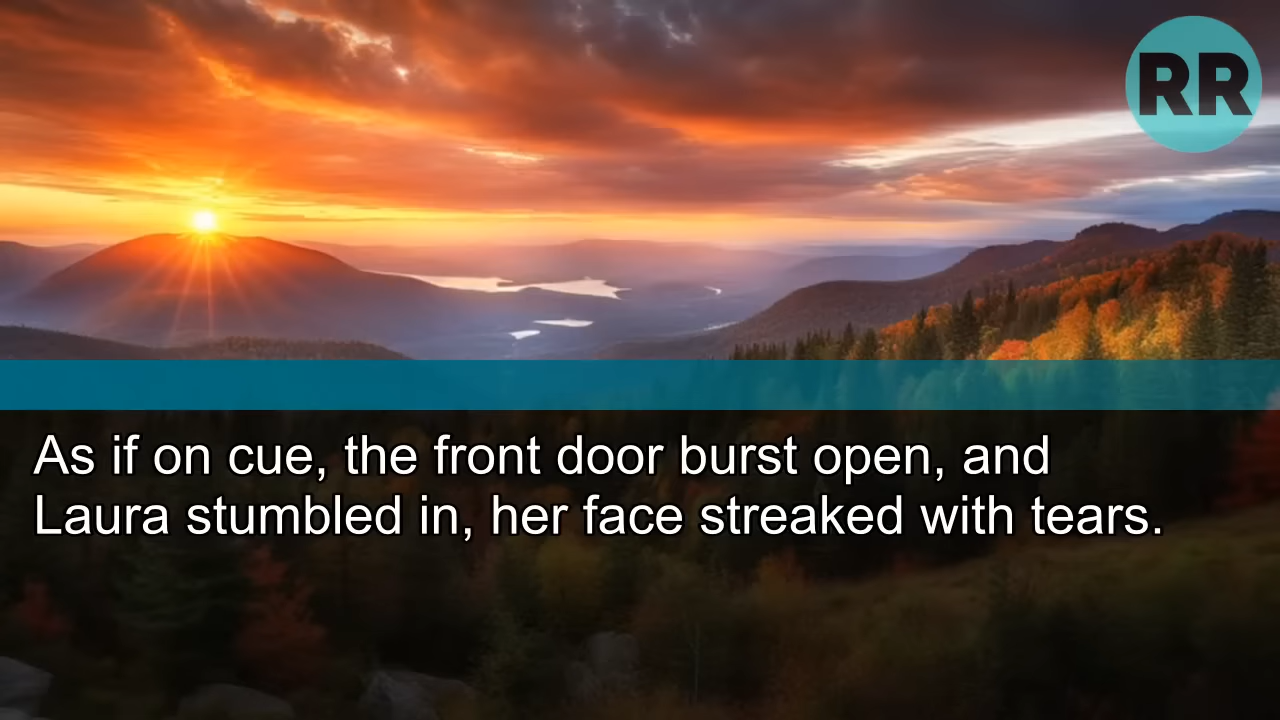 RR
As if on cue, the front door burst open, and
Laura stumbled in, her face streaked with tears.